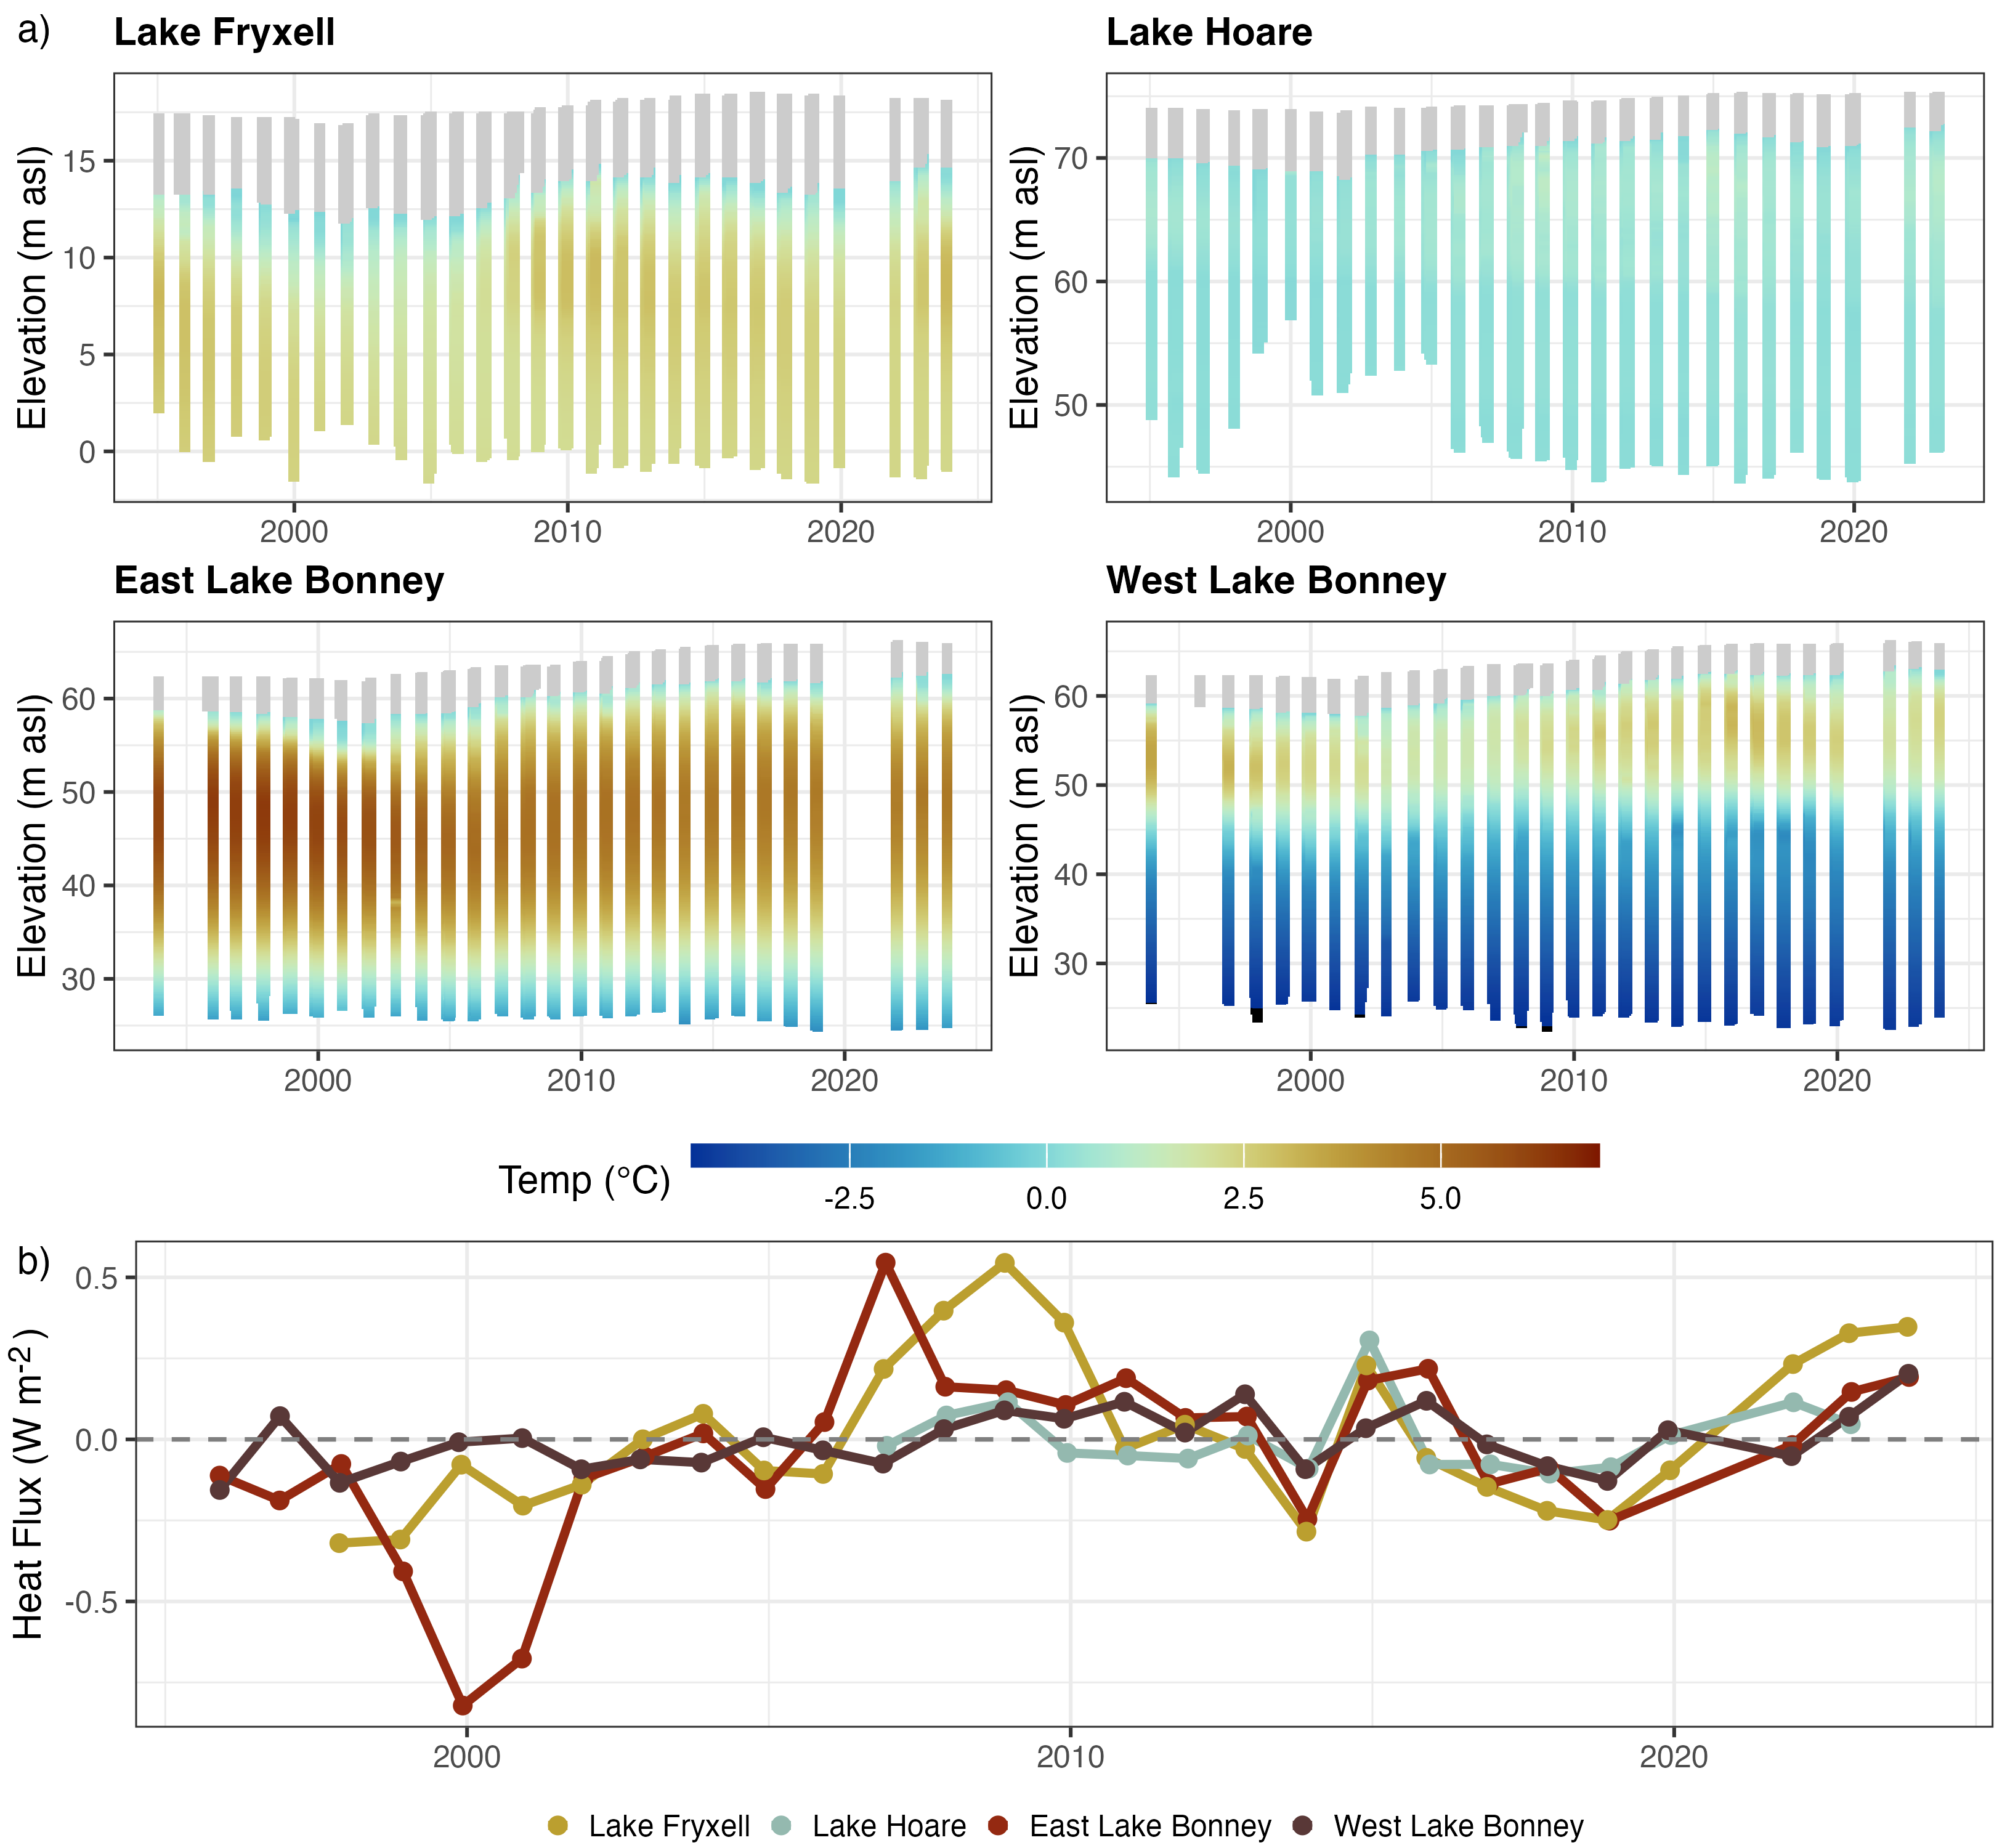 a)
Lake Fryxell
Lake Hoare
Elevation (m asl)
15
10
5
0
2000
2010
2020
Elevation (m asl)
70
60
50
2000
2010
2020
East Lake Bonney
West Lake Bonney
Elevation (m asl)
60
50
40
30
2000
2010
2020
Elevation (m asl)
60
50
40
30
2000
2010
2020
Temp (°C)
-2.5
0.0
2.5
5.0
b)
Heat Flux (W m⁻²)
0.5
0.0
-0.5
2000
2010
2020
Lake Fryxell
Lake Hoare
East Lake Bonney
West Lake Bonney